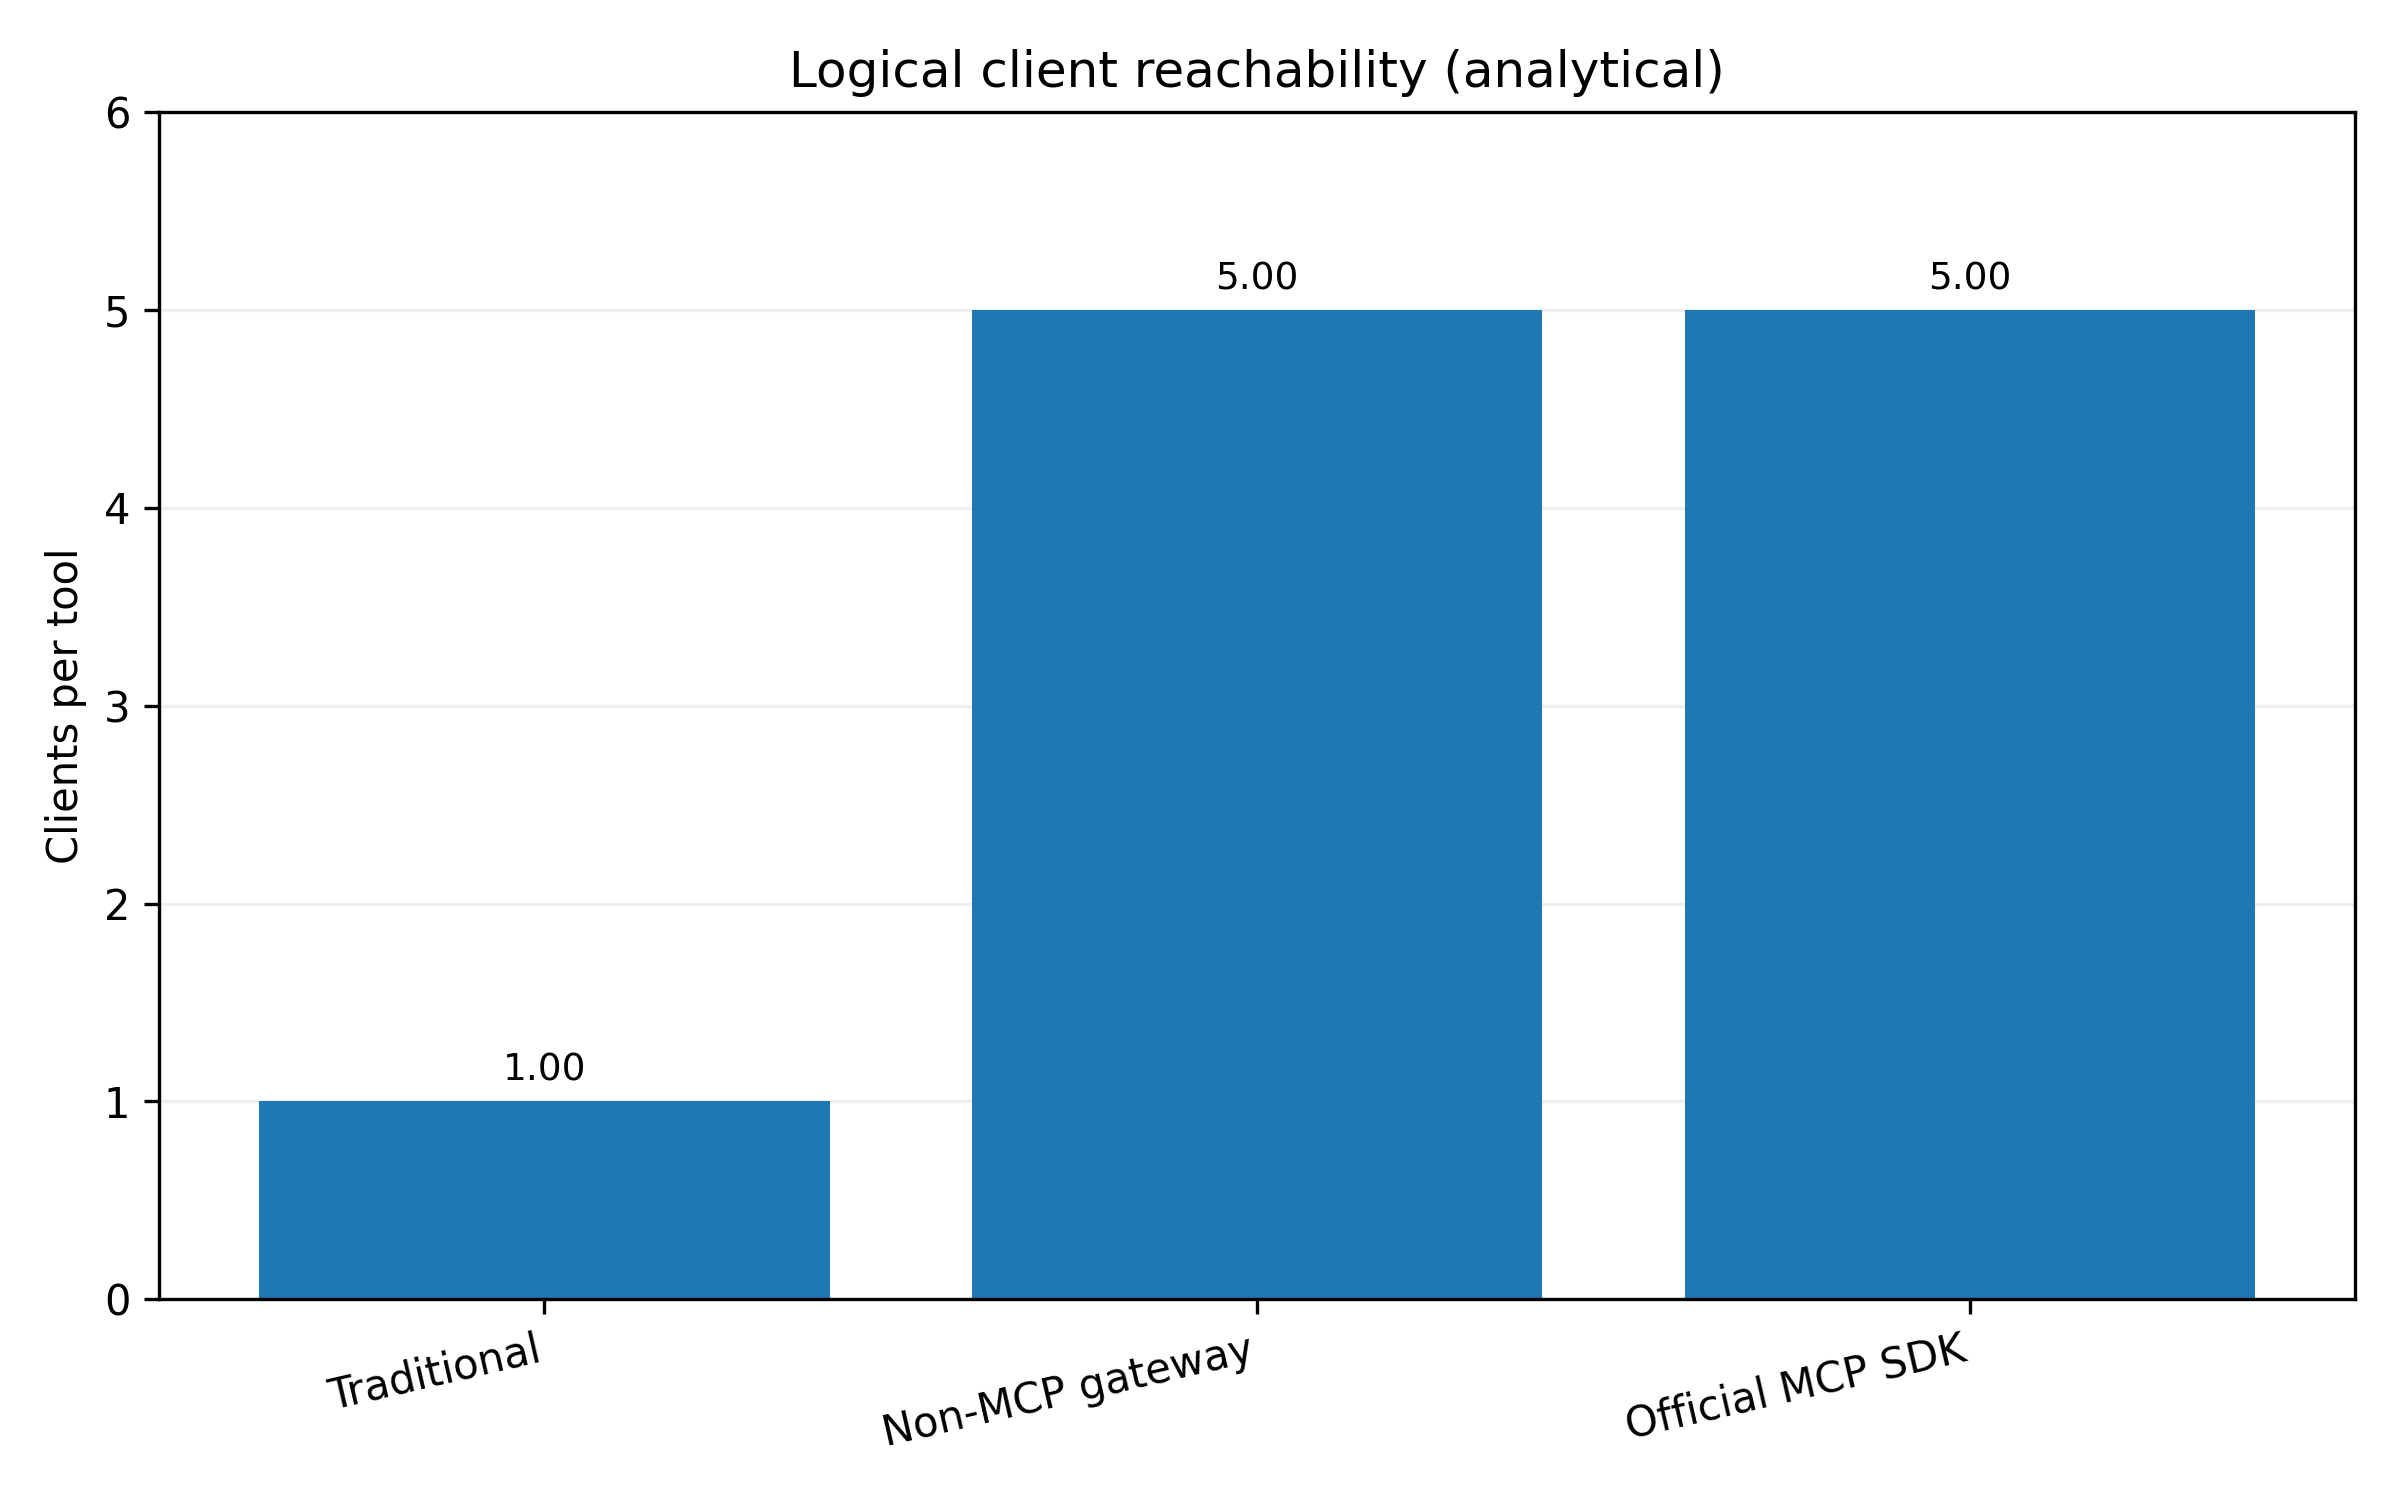 Logical client reachability (analytical)
6
5
4
3
2
1
0
Clients per tool
1.00
5.00
5.00
Traditional
Non-MCP gateway
Official MCP SDK